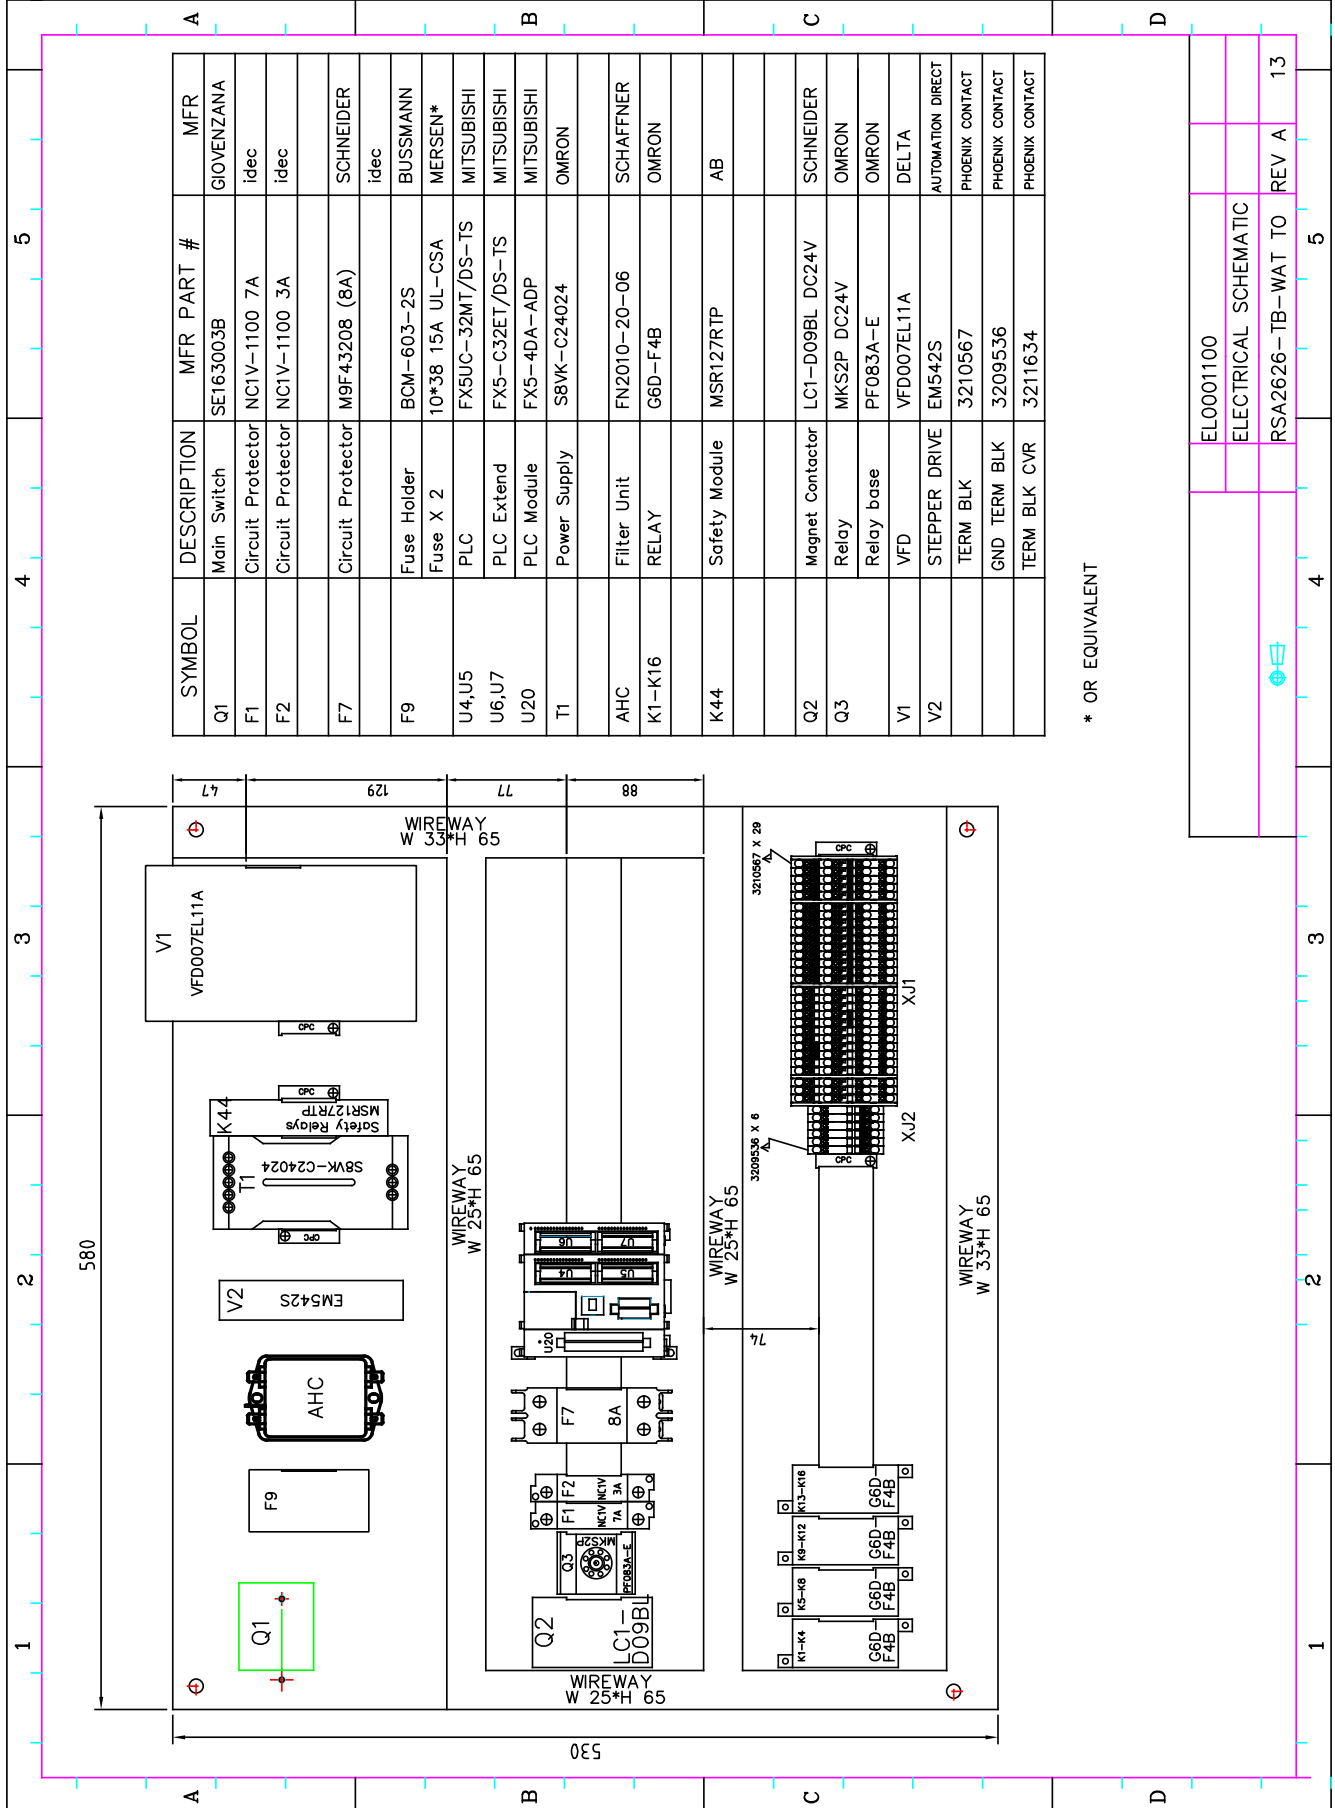 1
2
3
4
5
A
B
C
D
580
530
47
129
77
88
74
Q1
F9
AHC
V2
EM542S
T1
S8VK-C24024
K44
Safety Relays
MSR127RTP
CPC
CPC
CPC
V1
VFD007EL11A
WIREWAY
W 33*H 65
WIREWAY
W 25*H 65
Q2
LC1-
D09BL
Q3
MKS2P
PF083A-E
F1
NC1V
7A
F2
NC1V
3A
F7
8A
U20
U4
U5
U6
U7
WIREWAY
W 25*H 65
WIREWAY
W 25*H 65
K1-K4
G6D-
F4B
K5-K8
G6D-
F4B
K9-K12
G6D-
F4B
K13-K16
G6D-
F4B
CPC
3209536 X 6
XJ2
3210567 X 29
XJ1
CPC
WIREWAY
W 33*H 65
SYMBOL DESCRIPTION MFR PART # MFR
Q1 Main Switch SE163003B GIOVENZANA
F1 Circuit Protector NC1V-1100 7A idec
F2 Circuit Protector NC1V-1100 3A idec
F7 Circuit Protector M9F43208 (8A) SCHNEIDER
idec
F9 Fuse Holder BCM-603-2S BUSSMANN
Fuse X 2 10*38 15A UL-CSA MERSEN*
U4,U5 PLC FX5UC-32MT/DS-TS MITSUBISHI
U6,U7 PLC Extend FX5-C32ET/DS-TS MITSUBISHI
U20 PLC Module FX5-4DA-ADP MITSUBISHI
T1 Power Supply S8VK-C24024 OMRON
AHC Filter Unit FN2010-20-06 SCHAFFNER
K1-K16 RELAY G6D-F4B OMRON
K44 Safety Module MSR127RTP AB
Q2 Magnet Contactor LC1-D09BL DC24V SCHNEIDER
Q3 Relay MKS2P DC24V OMRON
Relay base PF083A-E OMRON
V1 VFD VFD007EL11A DELTA
V2 STEPPER DRIVE EM542S AUTOMATION DIRECT
TERM BLK 3210567 PHOENIX CONTACT
GND TERM BLK 3209536 PHOENIX CONTACT
TERM BLK CVR 3211634 PHOENIX CONTACT
* OR EQUIVALENT
EL0001100
ELECTRICAL SCHEMATIC
RSA2626-TB-WAT TO REV A 13
A
B
C
D
1
2
3
4
5